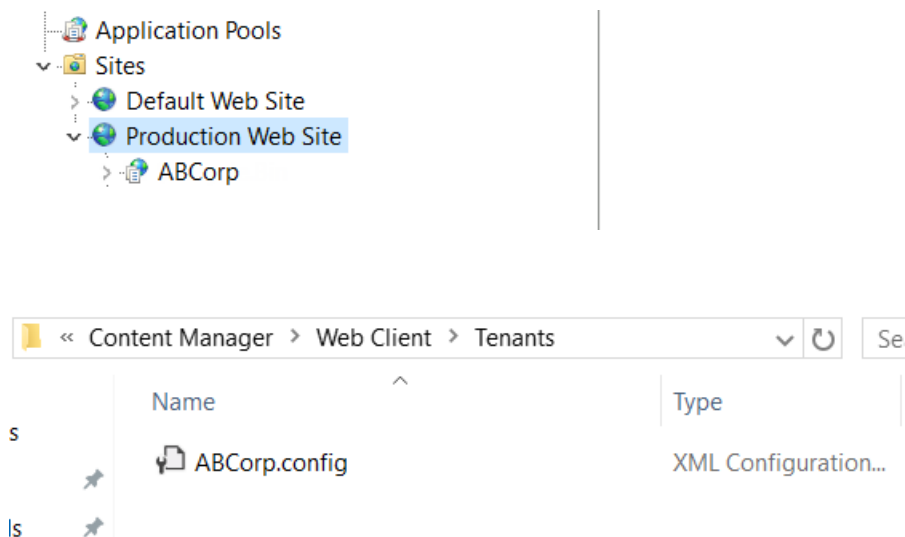 Application Pools
Sites
Default Web Site
Production Web Site
ABCorp
« Content Manager > Web Client > Tenants
Name Type
s
ABCorp.config XML Configuration...
ls